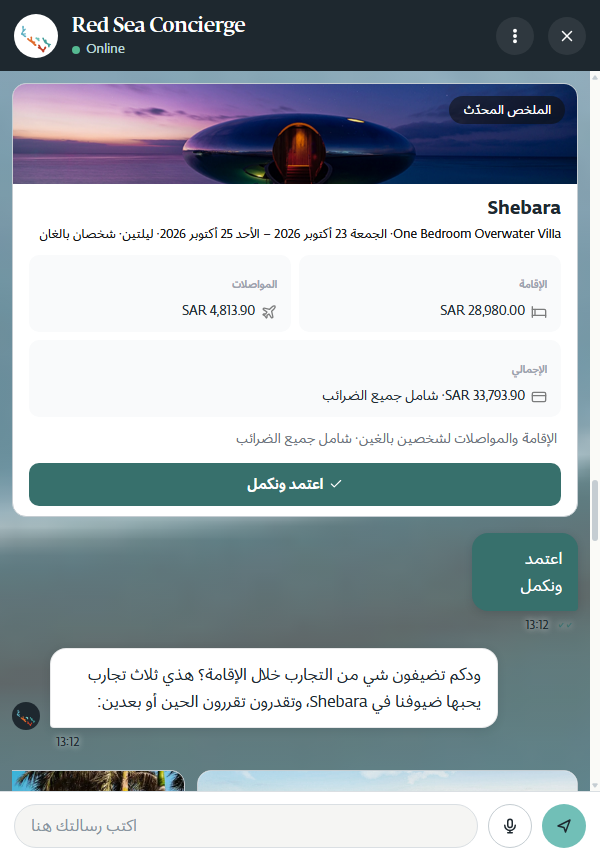 Red Sea Concierge
Online
الملخص المحدّث
Shebara
One Bedroom Overwater Villa· الجمعة 23 أكتوبر 2026 – الأحد 25 أكتوبر 2026· ليلتين· شخصان بالغان
الإقامة
SAR 28,980.00
المواصلات
SAR 4,813.90
الإجمالي
SAR 33,793.90· شامل جميع الضرائب
الإقامة والمواصلات لشخصين بالغين· شامل جميع الضرائب
اعتمد ونكمل
اعتمد
ونكمل
13:12
ودكم تضيفون شي من التجارب خلال الإقامة؟ هذي ثلاث تجارب
يحبها ضيوفنا في Shebara، وتقدرون تقررون الحين أو بعدين:
13:12
اكتب رسالتك هنا